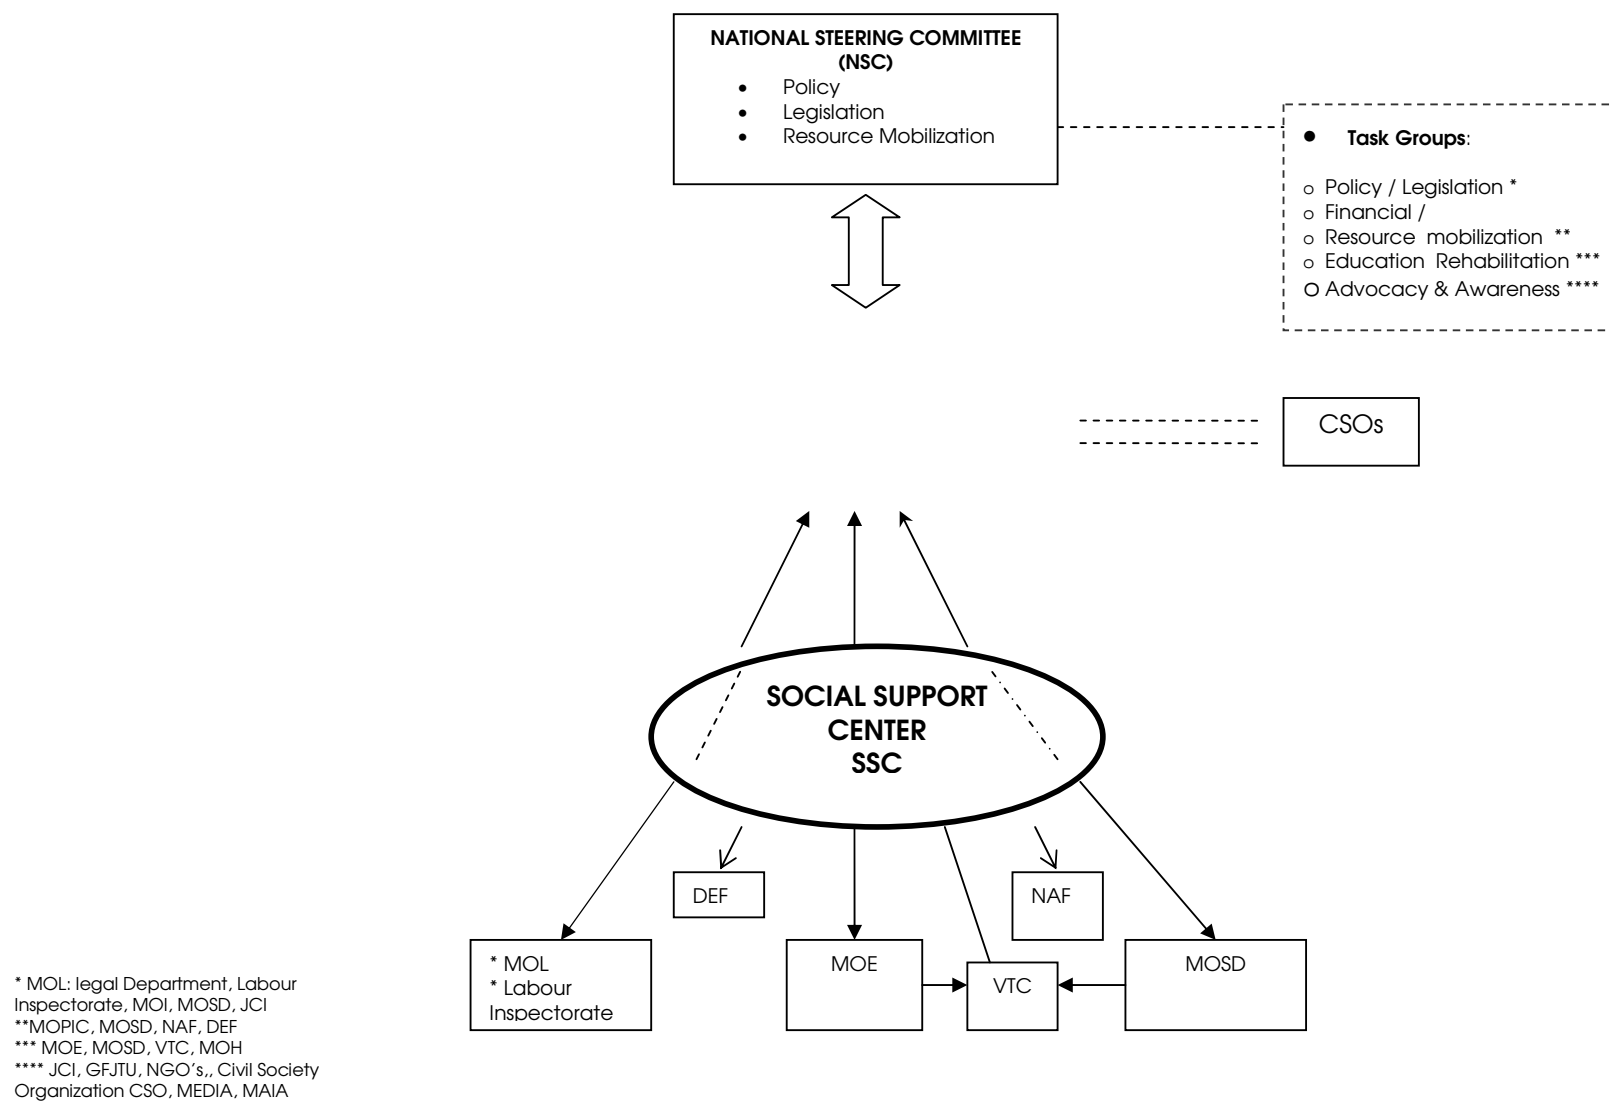 NATIONAL STEERING COMMITTEE
(NSC)
• Policy
• Legislation
• Resource Mobilization
• Task Groups:
o Policy / Legislation *
o Financial /
o Resource mobilization **
o Education Rehabilitation ***
o Advocacy & Awareness ****
CSOs
SOCIAL SUPPORT
CENTER
SSC
DEF
NAF
* MOL
* Labour
Inspectorate
MOE
VTC
MOSD
* MOL: legal Department, Labour
Inspectorate, MOI, MOSD, JCI
**MOPIC, MOSD, NAF, DEF
*** MOE, MOSD, VTC, MOH
**** JCI, GFJTU, NGO's,, Civil Society
Organization CSO, MEDIA, MAIA